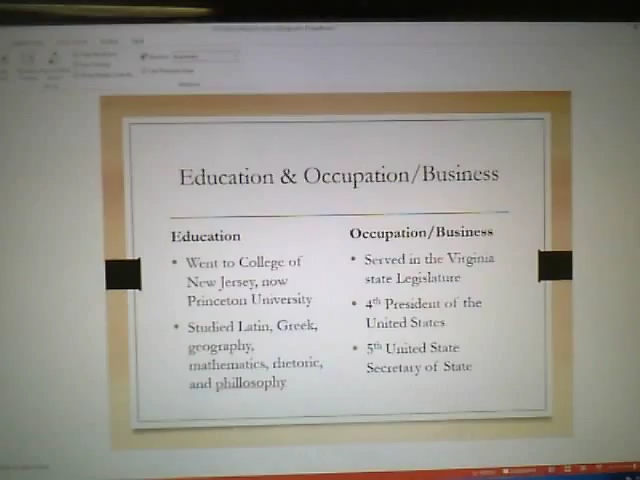 Education & Occupation/Business
Education
• Went to College of
New Jersey, now
Princeton University
• Studied Latin, Greek,
geography,
mathematics, rhetoric,
and phillosophy
Occupation/Business
• Served in the Virginia
state Legislature
• 4th President of the
United States
• 5th United State
Secretary of State